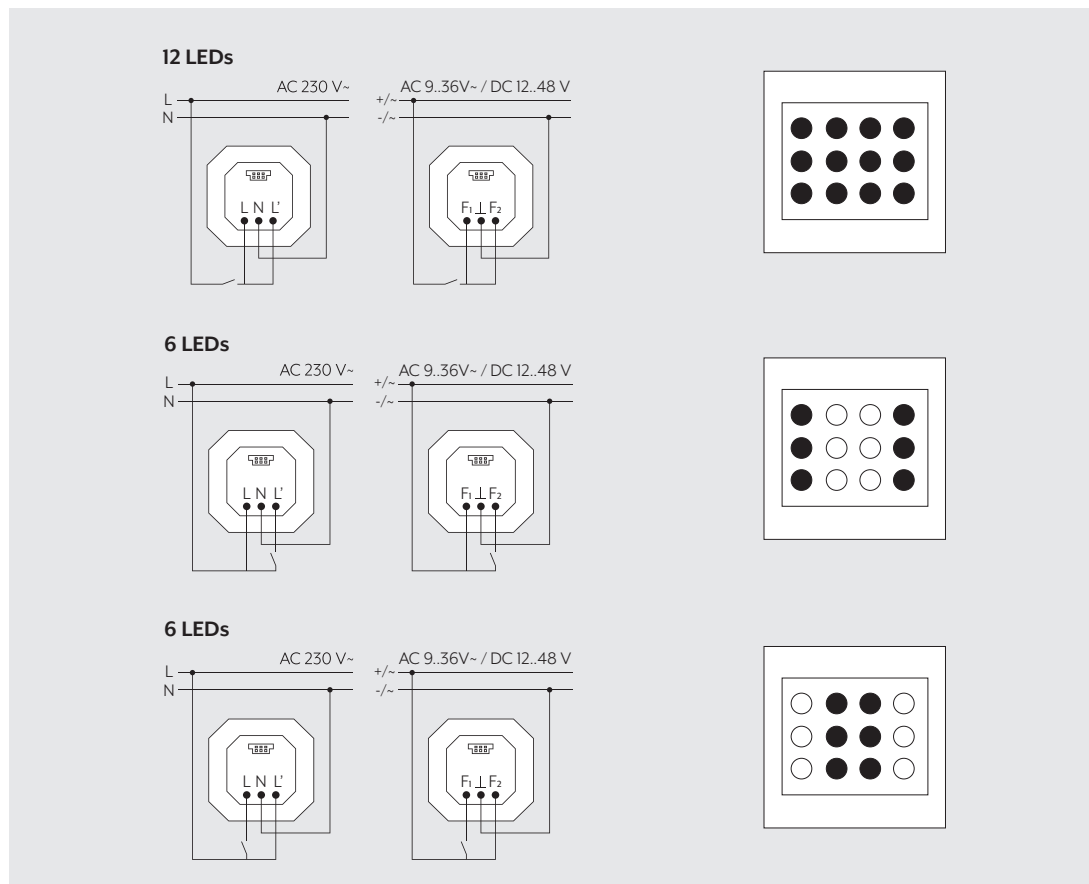 12 LEDs
AC 230 V~
AC 9..36V~ / DC 12..48 V
L
+/~
N
-/~
L N L'
F1 ⊥ F2
6 LEDs
AC 230 V~
AC 9..36V~ / DC 12..48 V
L
+/~
N
-/~
L N L'
F1 ⊥ F2
6 LEDs
AC 230 V~
AC 9..36V~ / DC 12..48 V
L
+/~
N
-/~
L N L'
F1 ⊥ F2